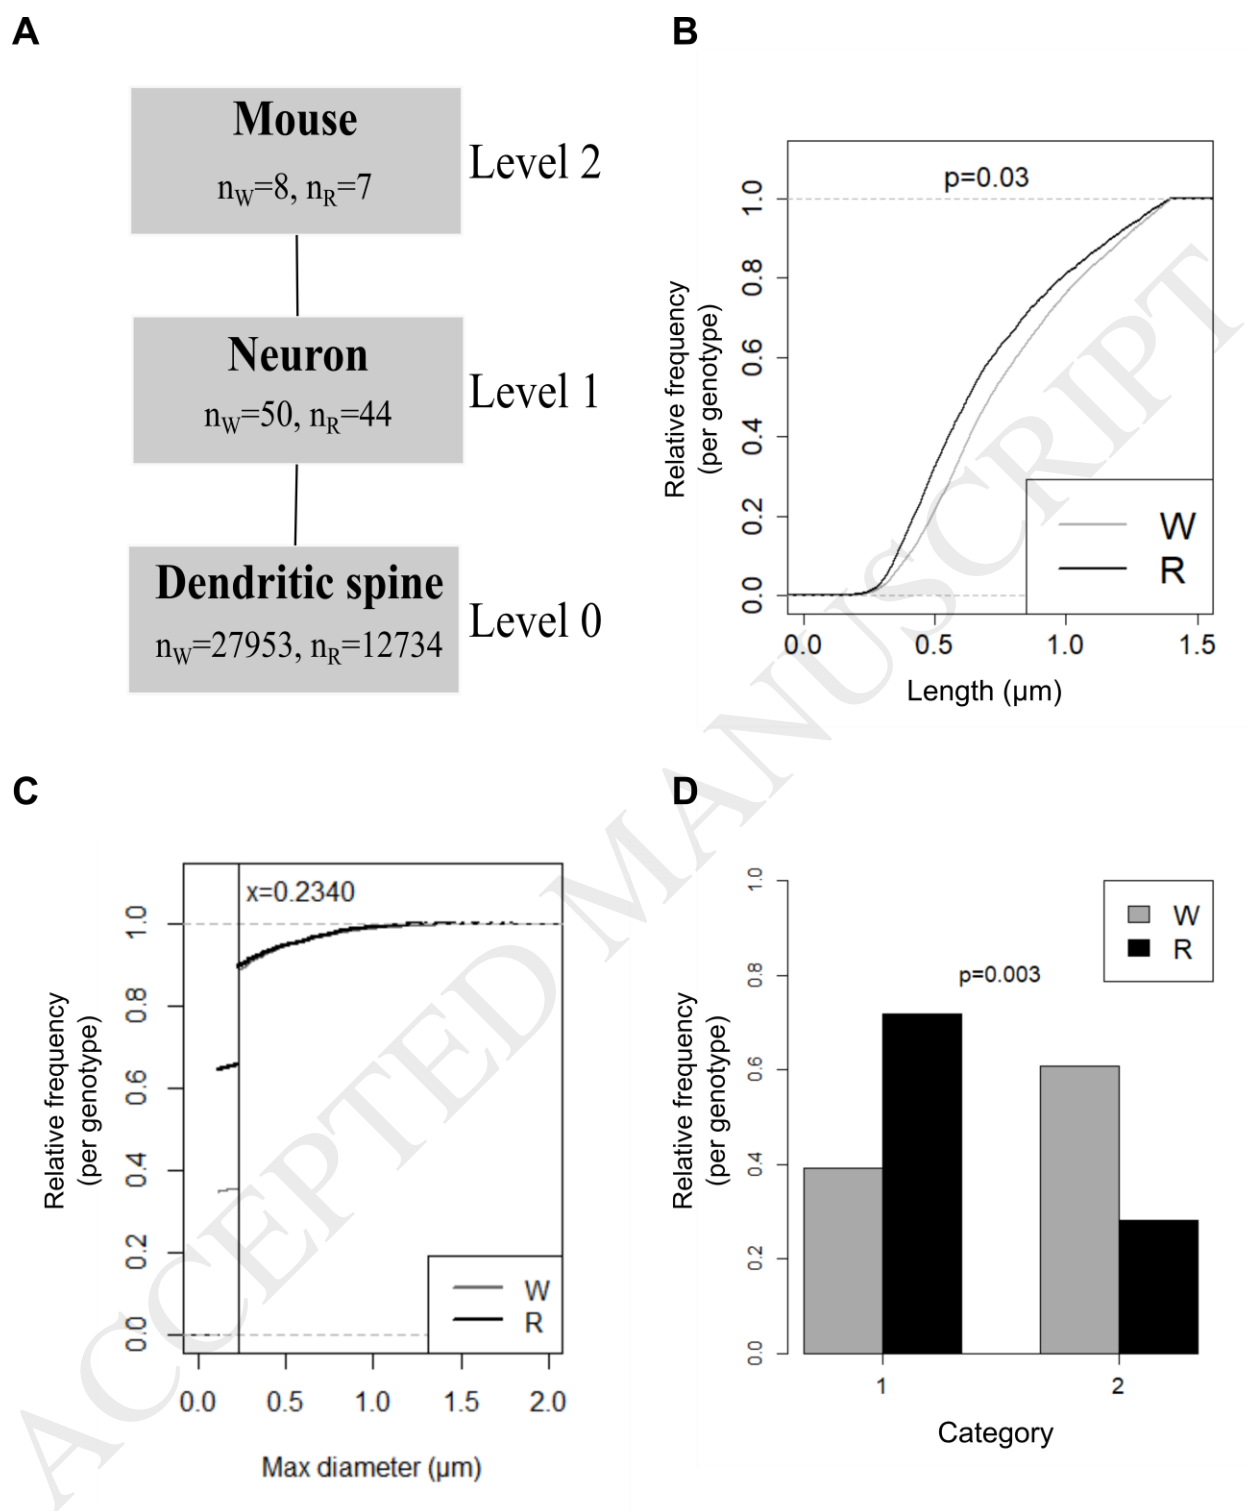 A
Mouse
nW=8, nR=7
Level 2
Neuron
nW=50, nR=44
Level 1
Dendritic spine
nW=27953, nR=12734
Level 0
B
p=0.03
Relative frequency
(per genotype)
1.0
0.8
0.6
0.4
0.2
0.0
W
R
0.0 0.5 1.0 1.5
Length (µm)
C
x=0.2340
Relative frequency
(per genotype)
1.0
0.8
0.6
0.4
0.2
0.0
W
R
0.0 0.5 1.0 1.5 2.0
Max diameter (µm)
D
p=0.003
W
R
Relative frequency
(per genotype)
1.0
0.8
0.6
0.4
0.2
0.0
1 2
Category
ACCEPTED MANUSCRIPT